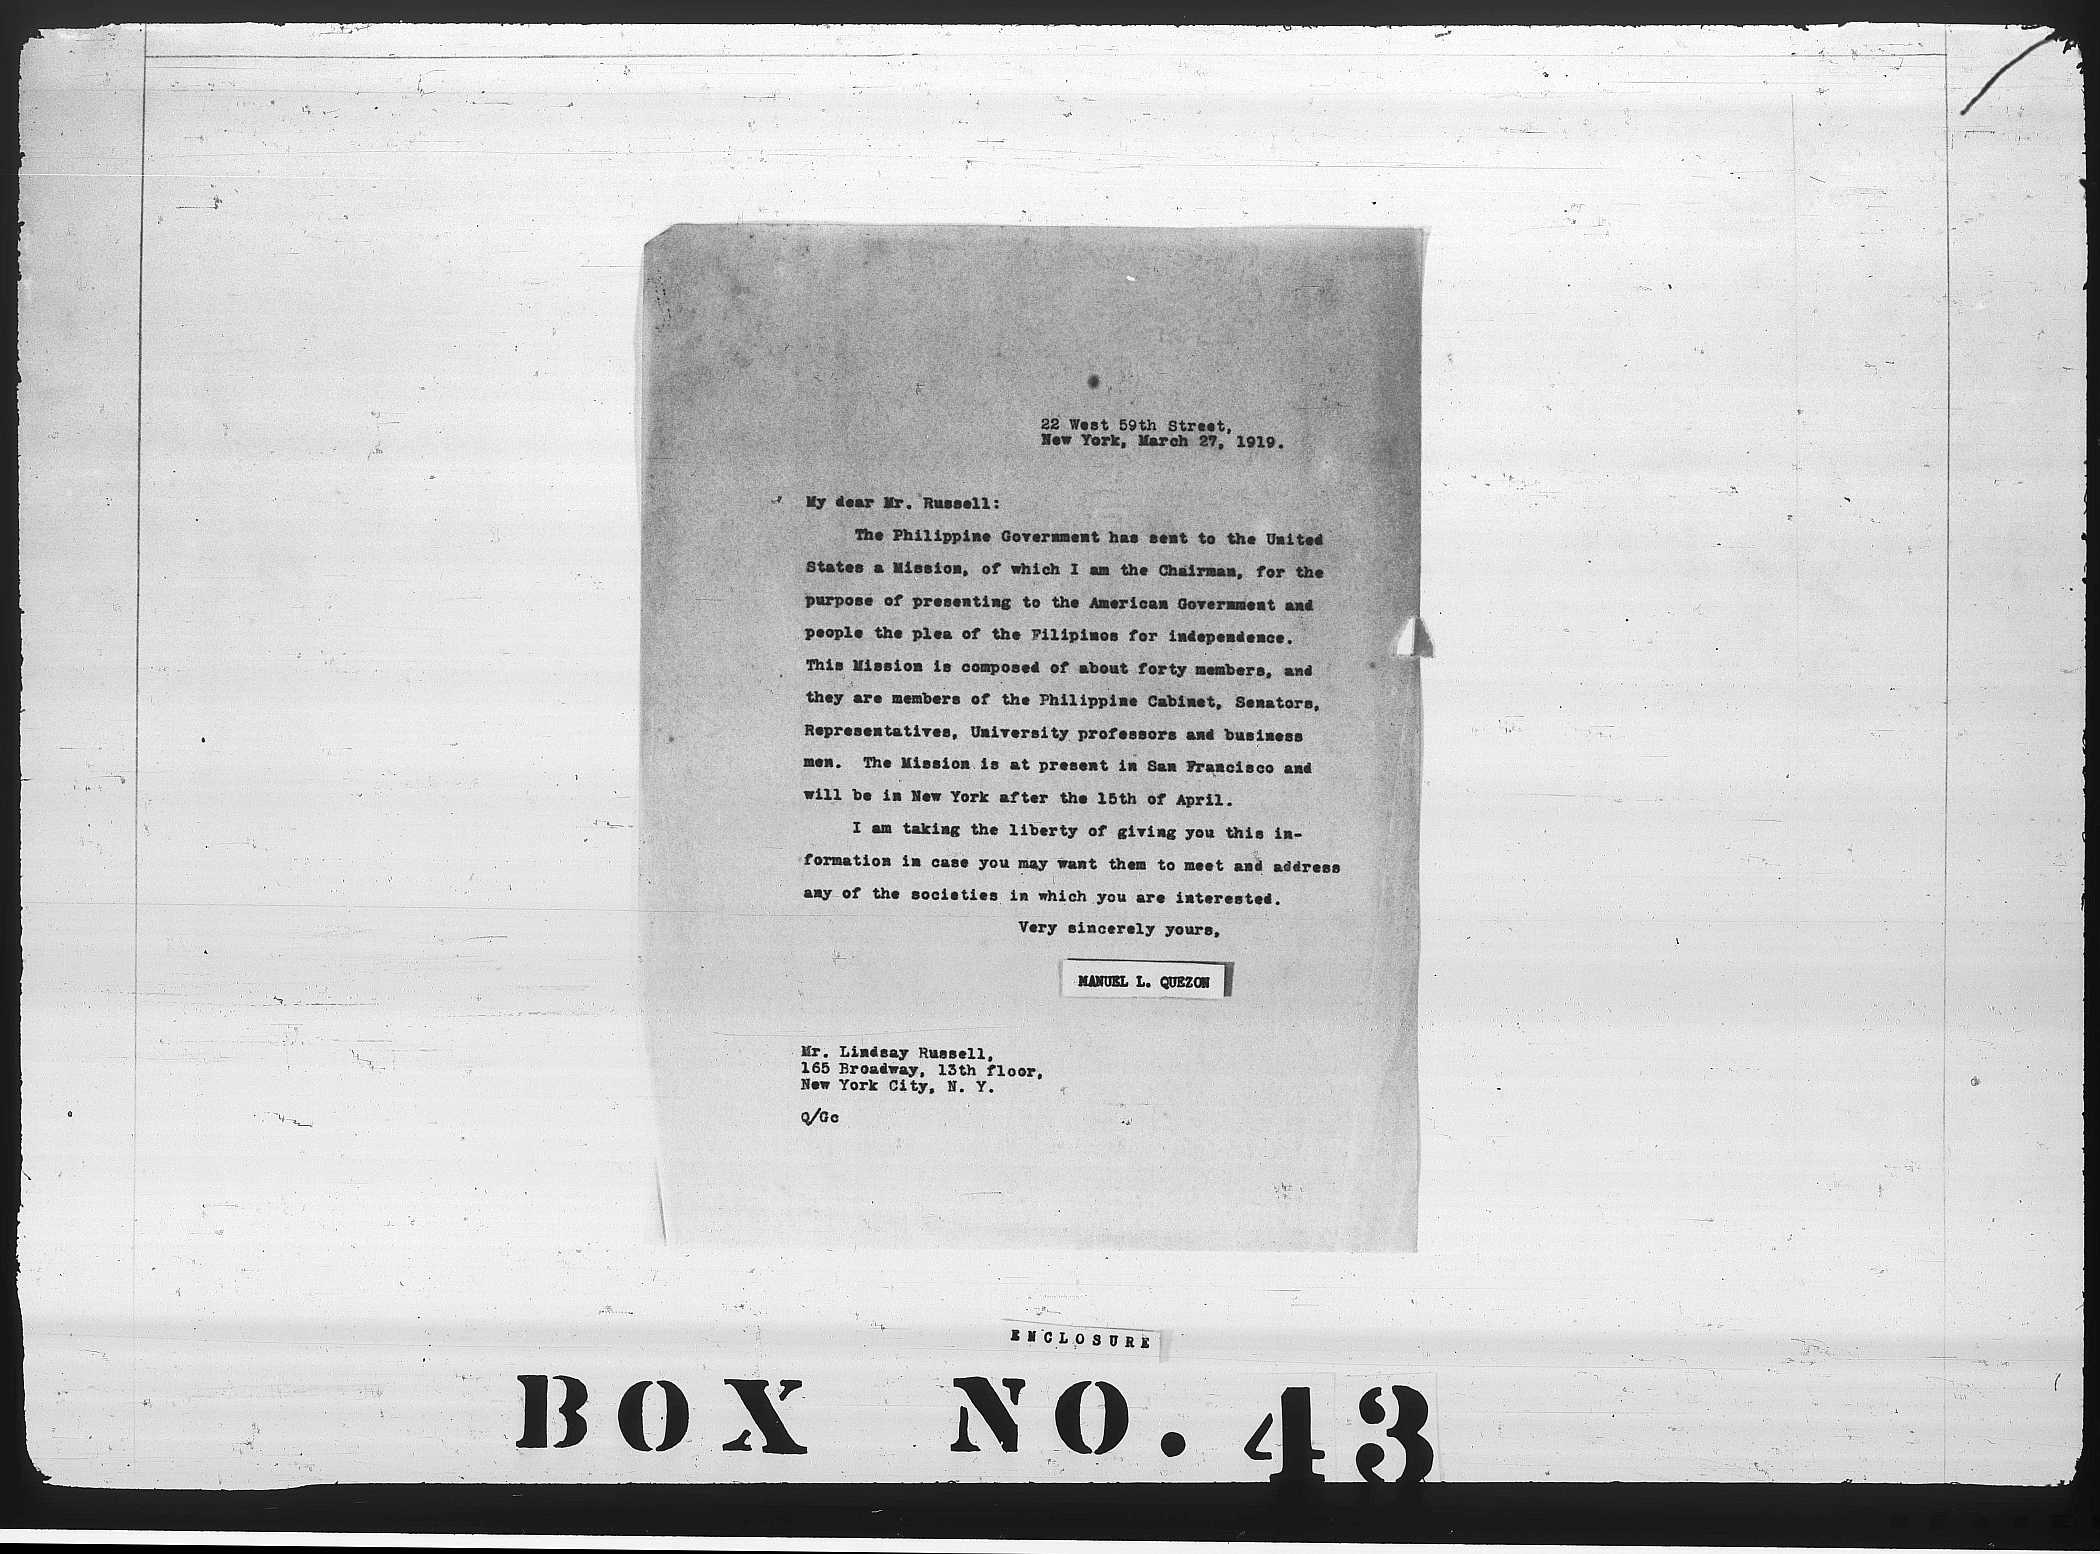 22 West 59th Street,
New York, March 27, 1919.
My dear Mr. Russell:
The Philippine Government has sent to the United
States a Mission, of which I am the Chairman, for the
purpose of presenting to the American Government and
people the plea of the Filipinos for independence.
This Mission is composed of about forty members, and
they are members of the Philippine Cabinet, Senators,
Representatives, University professors and business
men. The Mission is at present in San Francisco and
will be in New York after the 15th of April.
I am taking the liberty of giving you this in-
formation in case you may want them to meet and address
any of the societies in which you are interested.
Very sincerely yours,
MANUEL L. QUEZON
Mr. Lindsay Russell,
165 Broadway, 13th floor,
New York City, N. Y.
Q/Gc
ENCLOSURE
BOX NO. 43